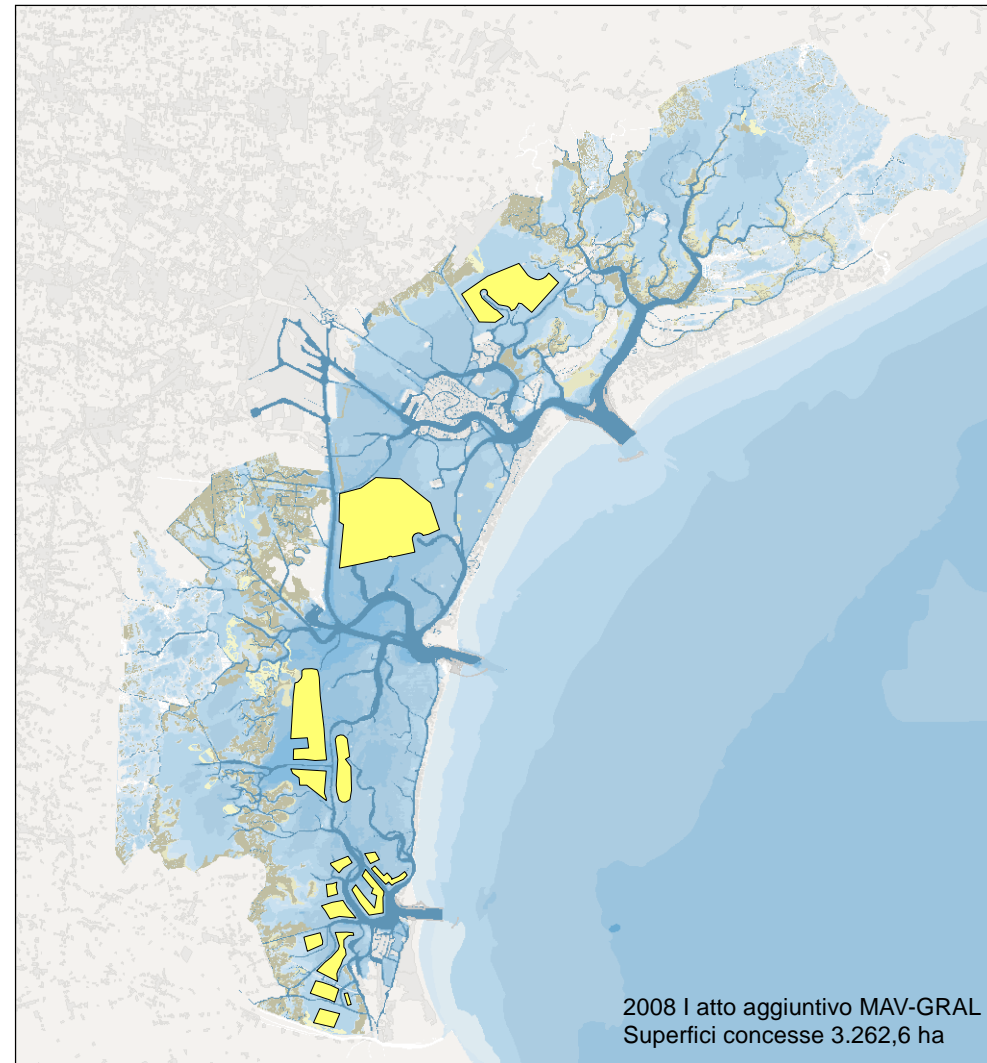 2008 I atto aggiuntivo MAV-GRAL
Superfici concesse 3.262,6 ha